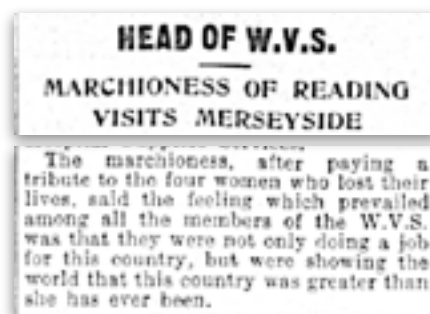 HEAD OF W.V.S.
MARCHIONESS OF READING
VISITS MERSEYSIDE
The marchioness, after paying a
tribute to the four women who lost their
lives, said the feeling which prevailed
among all the members of the W.V.S.
was that they were not only doing a job
for this country, but were showing the
world that this country was greater than
she has ever been.